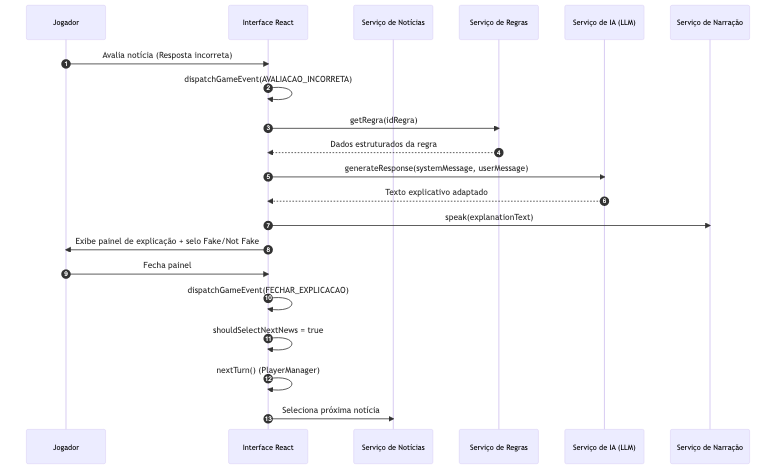 Jogador
Interface React
Serviço de Notícias
Serviço de Regras
Serviço de IA (LLM)
Serviço de Narração
Avalia notícia (Resposta Incorreta)
1
dispatchGameEvent(AVALIACAO_INCORRETA)
2
getRegra(idRegra)
3
Dados estruturados da regra
4
generateResponse(systemMessage, userMessage)
5
Texto explicativo adaptado
6
speak(explanationText)
7
Exibe painel de explicação + selo Fake/Not Fake
8
Fecha painel
9
dispatchGameEvent(FECHAR_EXPLICACAO)
10
shouldSelectNextNews = true
11
nextTurn() (PlayerManager)
12
Seleciona próxima notícia
13
Jogador
Interface React
Serviço de Notícias
Serviço de Regras
Serviço de IA (LLM)
Serviço de Narração